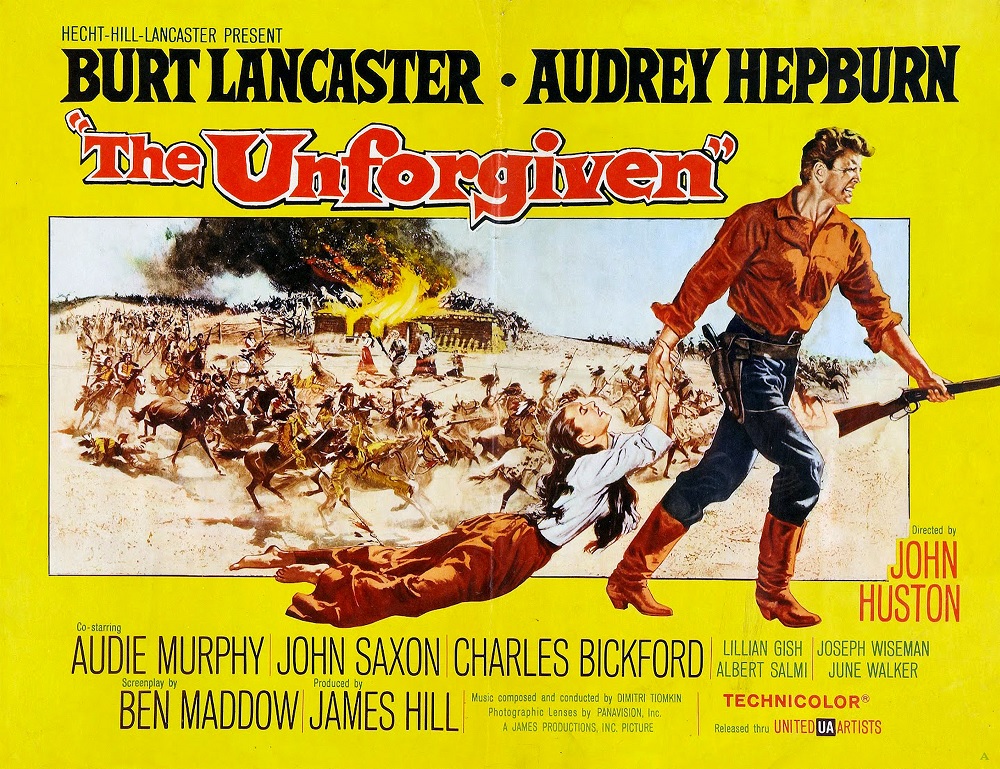 HECHT-HILL-LANCASTER PRESENT
BURT LANCASTER • AUDREY HEPBURN
"The Unforgiven"
Directed by
JOHN
HUSTON
Co-starring
AUDIE MURPHY | JOHN SAXON | CHARLES BICKFORD
LILLIAN GISH | JOSEPH WISEMAN
ALBERT SALMI | JUNE WALKER
Screenplay by
BEN MADDOW
Produced by
JAMES HILL
Music composed and conducted by DIMITRI TIOMKIN
Photographic Lenses by PANAVISION, Inc.
A JAMES PRODUCTIONS, INC. PICTURE
TECHNICOLOR®
Released thru UNITED UA ARTISTS
A